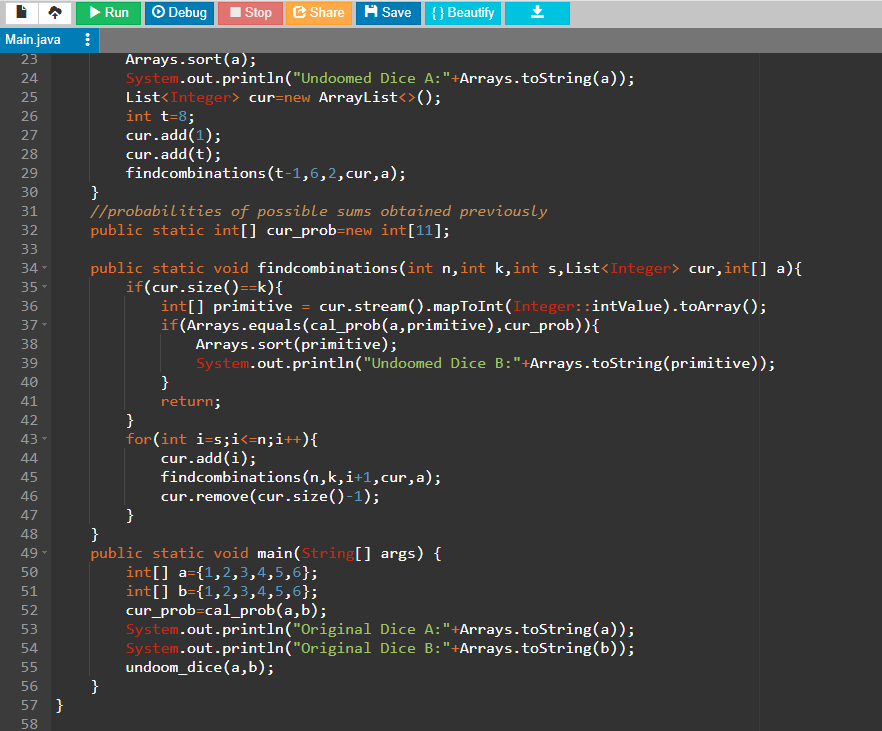 Run Debug Stop Share Save { } Beautify
Main.java
23 Arrays.sort(a);
24 System.out.println("Undoomed Dice A:"+Arrays.toString(a));
25 List<Integer> cur=new ArrayList<>();
26 int t=8;
27 cur.add(1);
28 cur.add(t);
29 findcombinations(t-1,6,2,cur,a);
30 }
31 //probabilities of possible sums obtained previously
32 public static int[] cur_prob=new int[11];
33
34 public static void findcombinations(int n,int k,int s,List<Integer> cur,int[] a){
35 if(cur.size()==k){
36 int[] primitive = cur.stream().mapToInt(Integer::intValue).toArray();
37 if(Arrays.equals(cal_prob(a,primitive),cur_prob)){
38 Arrays.sort(primitive);
39 System.out.println("Undoomed Dice B:"+Arrays.toString(primitive));
40 }
41 return;
42 }
43 for(int i=s;i<=n;i++){
44 cur.add(i);
45 findcombinations(n,k,i+1,cur,a);
46 cur.remove(cur.size()-1);
47 }
48 }
49 public static void main(String[] args) {
50 int[] a={1,2,3,4,5,6};
51 int[] b={1,2,3,4,5,6};
52 cur_prob=cal_prob(a,b);
53 System.out.println("Original Dice A:"+Arrays.toString(a));
54 System.out.println("Original Dice B:"+Arrays.toString(b));
55 undoom_dice(a,b);
56 }
57 }
58